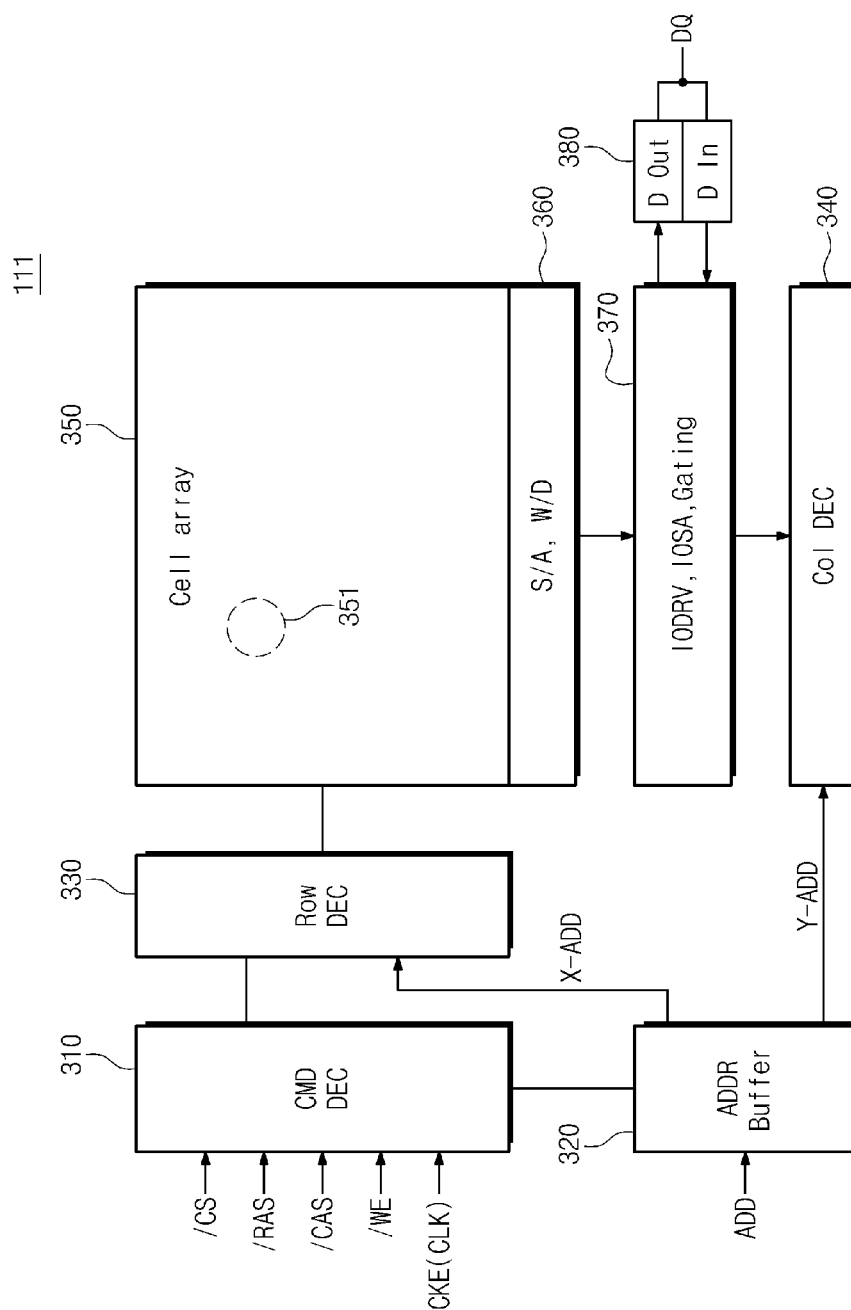 111
350
Cell array
351
360
S/A, W/D
330
Row
DEC
310
CMD
DEC
/CS
/RAS
/CAS
/WE
CKE(CLK)
X-ADD
370
IODRV,IOSA,Gating
380
D Out
D In
DQ
340
Col DEC
Y-ADD
320
ADDR
Buffer
ADD